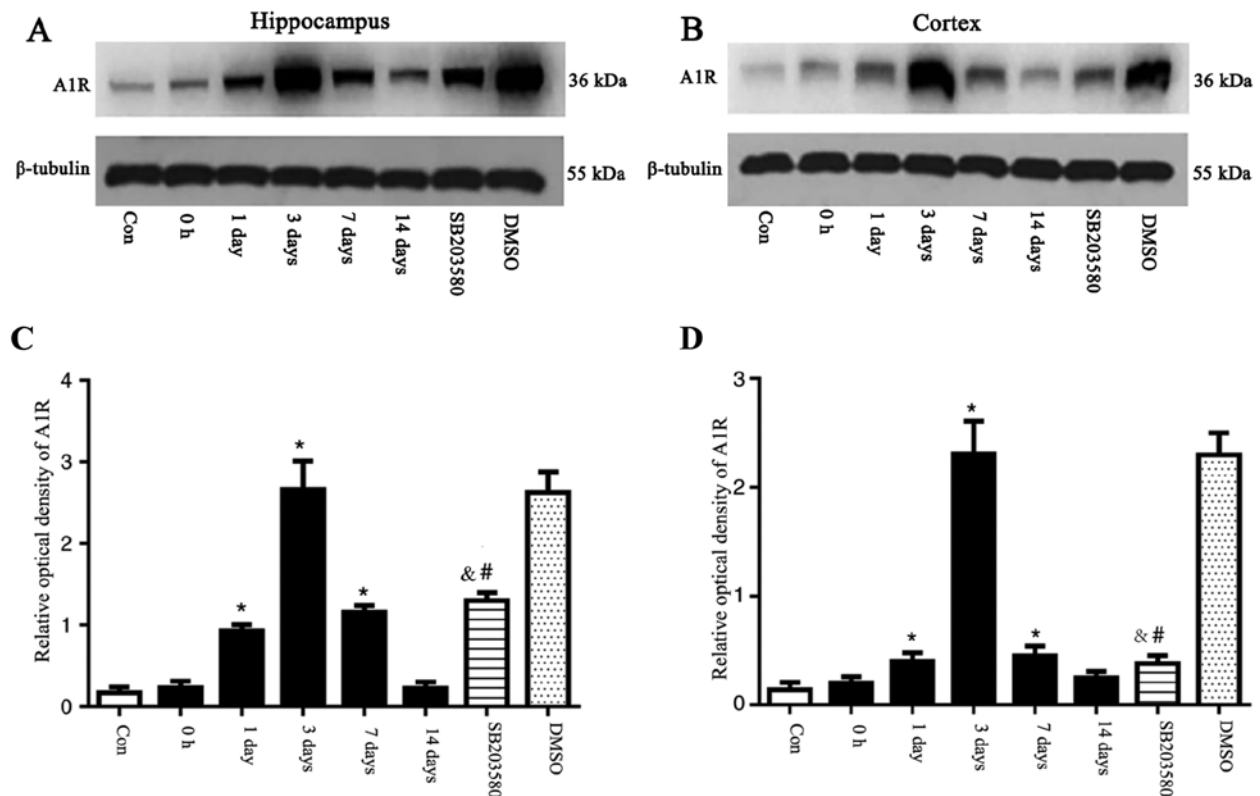 A
Hippocampus
A1R
36 kDa
β-tubulin
55 kDa
Con
0 h
1 day
3 days
7 days
14 days
SB203580
DMSO
B
Cortex
A1R
36 kDa
β-tubulin
55 kDa
Con
0 h
1 day
3 days
7 days
14 days
SB203580
DMSO
C
Relative optical density of A1R
4
3
2
1
0
*
*
*
& #
Con
0 h
1 day
3 days
7 days
14 days
SB203580
DMSO
D
Relative optical density of A1R
3
2
1
0
*
*
*
& #
Con
0 h
1 day
3 days
7 days
14 days
SB203580
DMSO